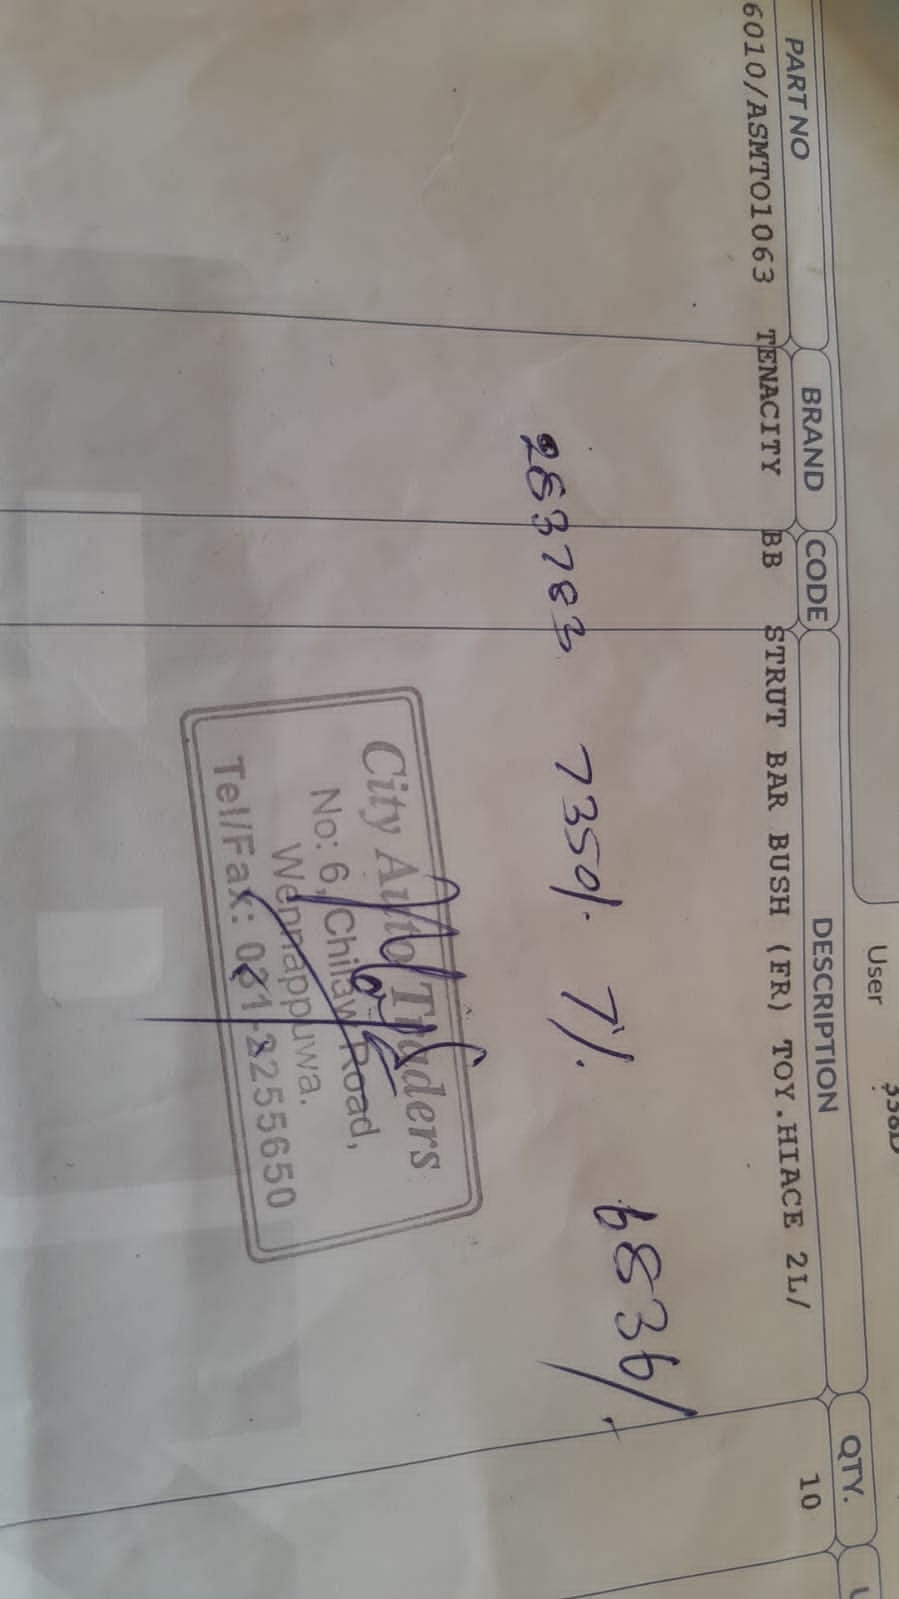 User
PART NO BRAND CODE DESCRIPTION QTY.
6010/ASMTO1063 TENACITY BB STRUT BAR BUSH (FR) TOY.HIACE 2L/ 10
283783 7350/. 7%. 6836/.
City Auto Traders
No: 6, Chilaw Road,
Wennappuwa.
Tel/Fax: 031-2255650